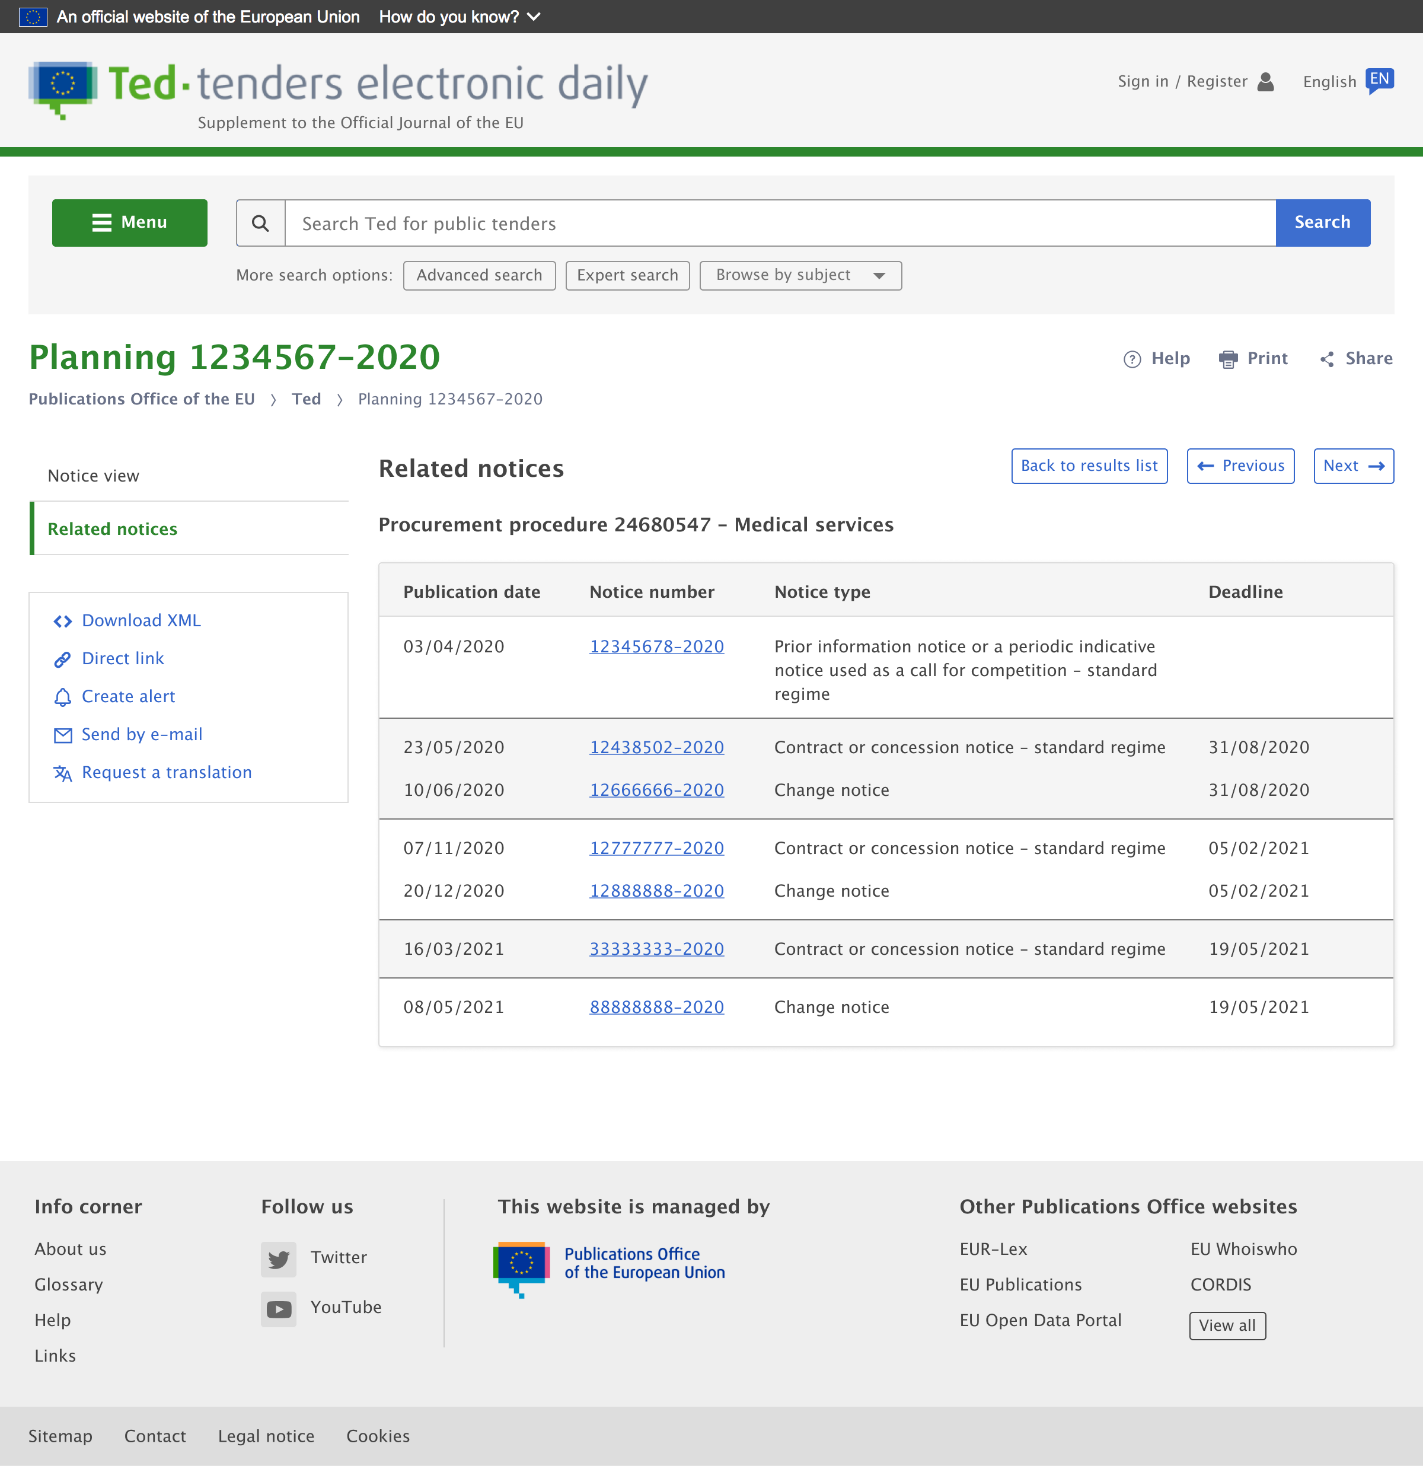 An official website of the European Union How do you know?
Ted·tenders electronic daily
Supplement to the Official Journal of the EU
Sign in / Register English EN
Menu Search Ted for public tenders Search
More search options: Advanced search Expert search Browse by subject
Planning 1234567–2020
Help Print Share
Publications Office of the EU Ted Planning 1234567–2020
Notice view
Related notices
Download XML
Direct link
Create alert
Send by e–mail
Request a translation
Related notices
Back to results list Previous Next
Procurement procedure 24680547 – Medical services
Publication date Notice number Notice type Deadline
03/04/2020 12345678–2020 Prior information notice or a periodic indicative
notice used as a call for competition – standard
regime
23/05/2020 12438502–2020 Contract or concession notice – standard regime 31/08/2020
10/06/2020 12666666–2020 Change notice 31/08/2020
07/11/2020 12777777–2020 Contract or concession notice – standard regime 05/02/2021
20/12/2020 12888888–2020 Change notice 05/02/2021
16/03/2021 33333333–2020 Contract or concession notice – standard regime 19/05/2021
08/05/2021 88888888–2020 Change notice 19/05/2021
Info corner
About us
Glossary
Help
Links
Follow us
Twitter
YouTube
This website is managed by
Publications Office
of the European Union
Other Publications Office websites
EUR–Lex EU Whoiswho
EU Publications CORDIS
EU Open Data Portal View all
Sitemap Contact Legal notice Cookies